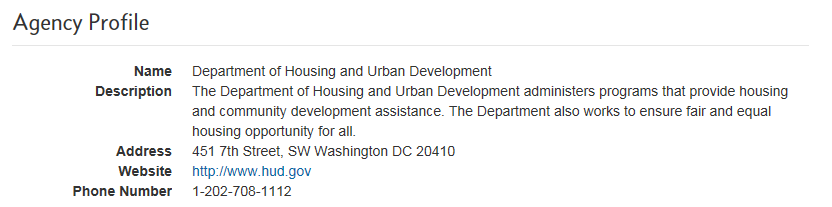 Agency Profile
Name Department of Housing and Urban Development
Description The Department of Housing and Urban Development administers programs that provide housing
and community development assistance. The Department also works to ensure fair and equal
housing opportunity for all.
Address 451 7th Street, SW Washington DC 20410
Website http://www.hud.gov
Phone Number 1-202-708-1112